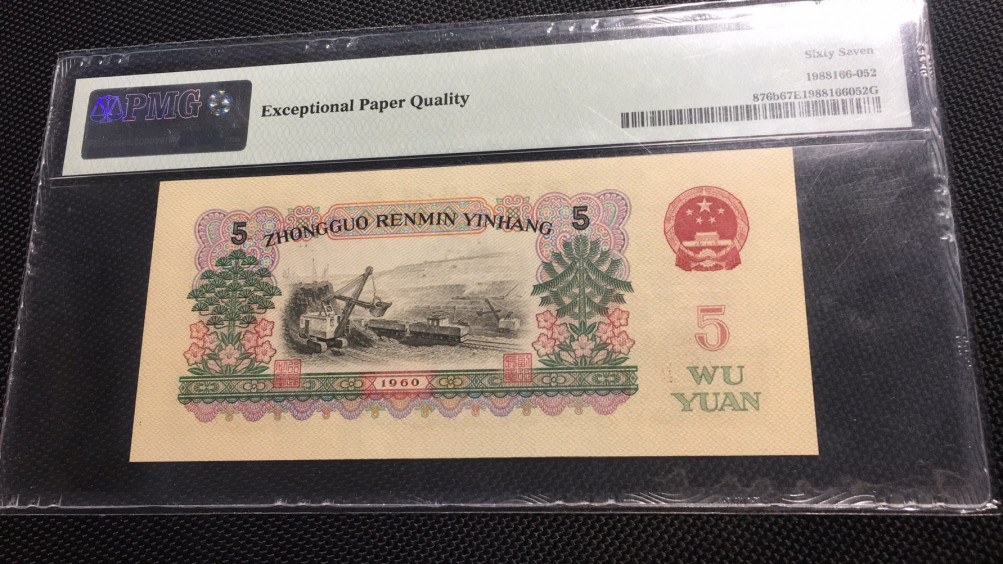 PMG
Exceptional Paper Quality
Sixty Seven
1988166-052
876b67E1988166052G
5 ZHONGGUO RENMIN YINHANG 5
5
1960
WU
YUAN